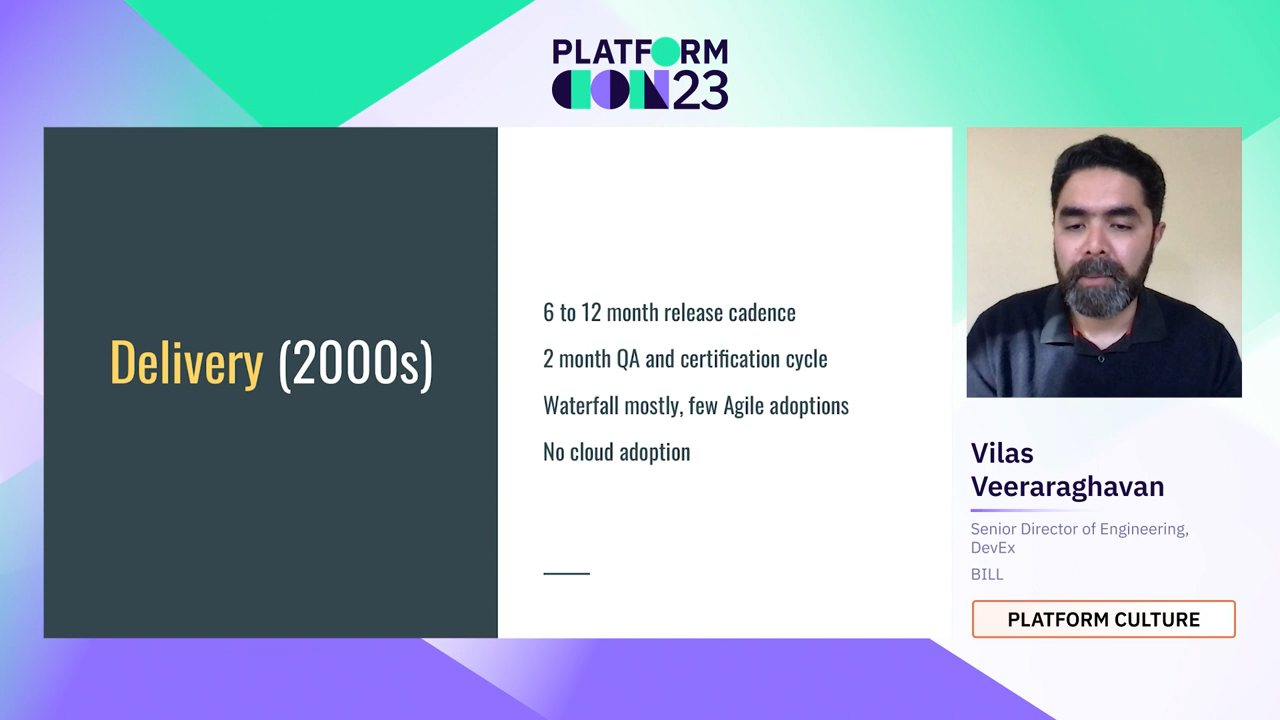 PLATFORM
CON23
Delivery (2000s)
6 to 12 month release cadence
2 month QA and certification cycle
Waterfall mostly, few Agile adoptions
No cloud adoption
Vilas
Veeraraghavan
Senior Director of Engineering,
DevEx
BILL
PLATFORM CULTURE